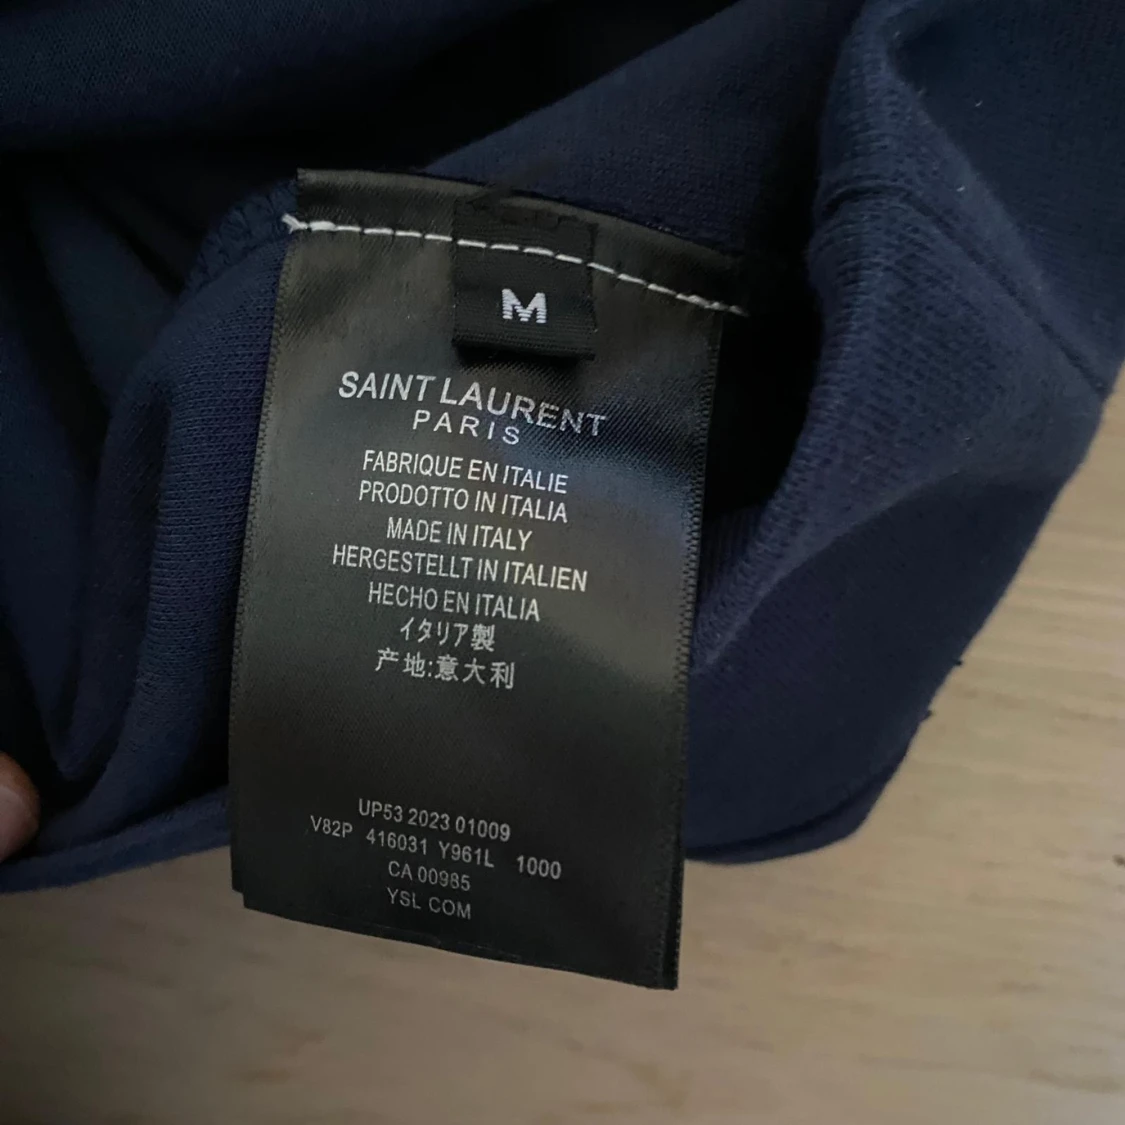 M
SAINT LAURENT
PARIS
FABRIQUE EN ITALIE
PRODOTTO IN ITALIA
MADE IN ITALY
HERGESTELLT IN ITALIEN
HECHO EN ITALIA
イタリア製
产地:意大利
UP53 2023 01009
V82P 416031 Y961L 1000
CA 00985
YSL COM